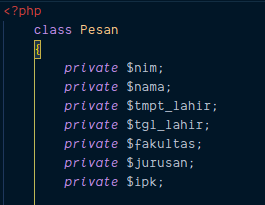 <?php
class Pesan
{
private $nim;
private $nama;
private $tmpt_lahir;
private $tgl_lahir;
private $fakultas;
private $jurusan;
private $ipk;